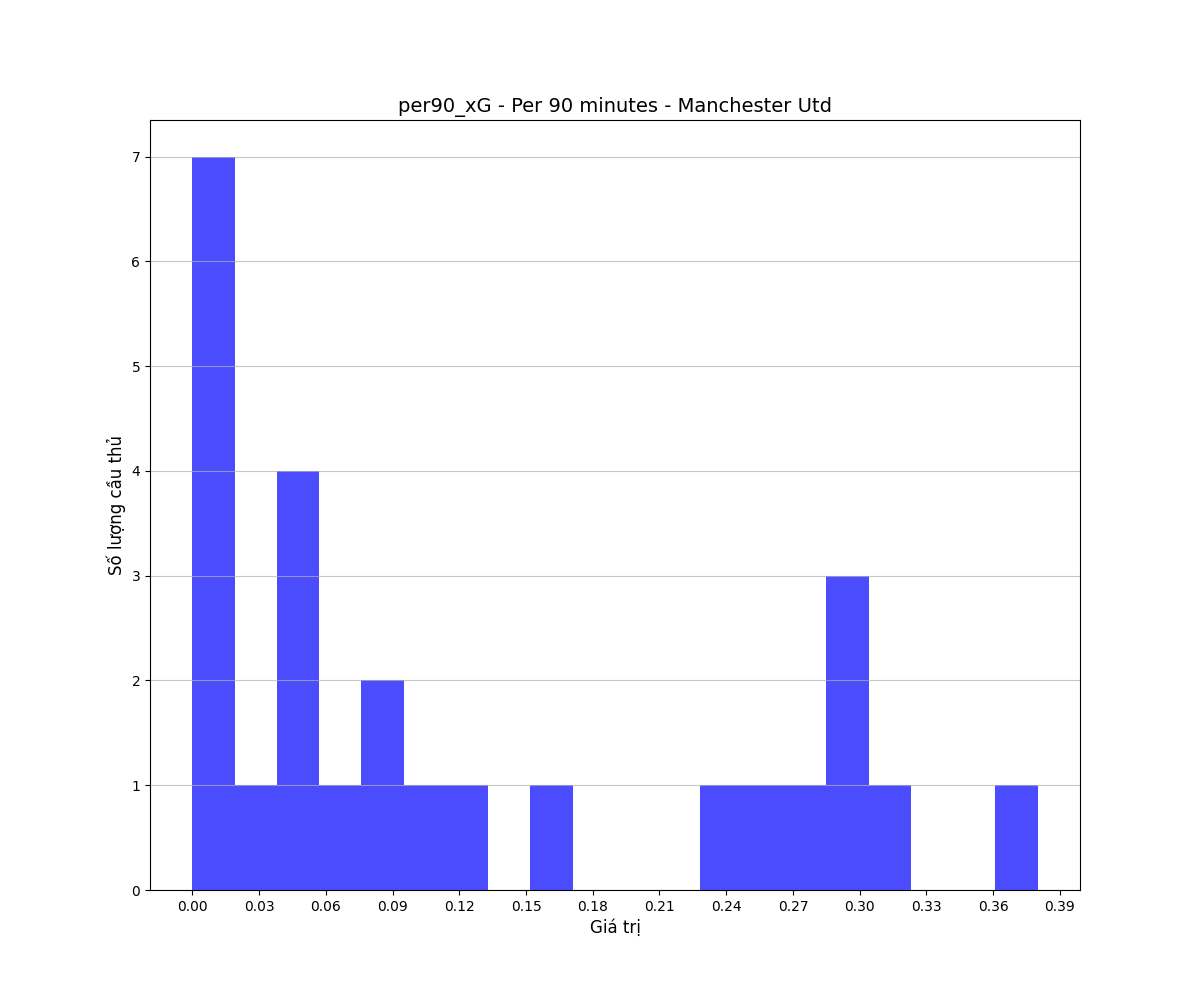 per90_xG - Per 90 minutes - Manchester Utd
Số lượng cầu thủ
7
6
5
4
3
2
1
0
0.00 0.03 0.06 0.09 0.12 0.15 0.18 0.21 0.24 0.27 0.30 0.33 0.36 0.39
Giá trị